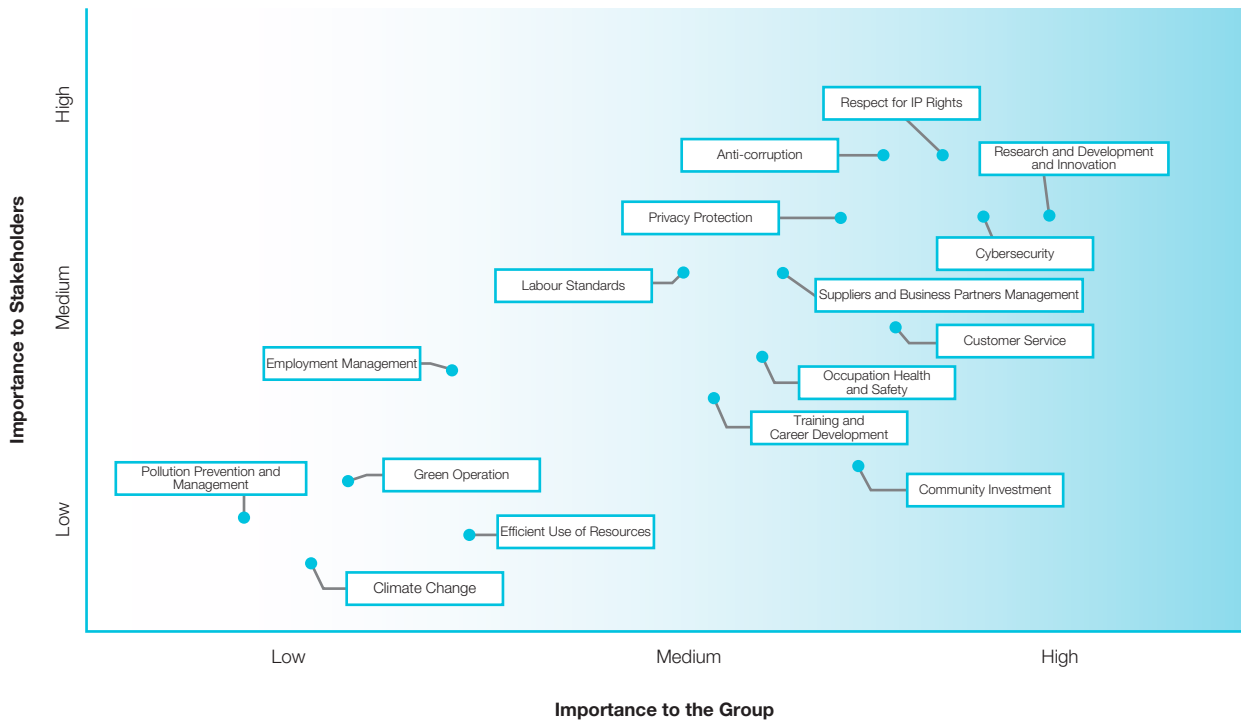 High
Medium
Low
Importance to Stakeholders
Respect for IP Rights
Anti-corruption
Research and Development
and Innovation
Privacy Protection
Cybersecurity
Labour Standards
Suppliers and Business Partners Management
Customer Service
Employment Management
Occupation Health
and Safety
Training and
Career Development
Pollution Prevention and
Management
Green Operation
Community Investment
Efficient Use of Resources
Climate Change
Low
Medium
High
Importance to the Group